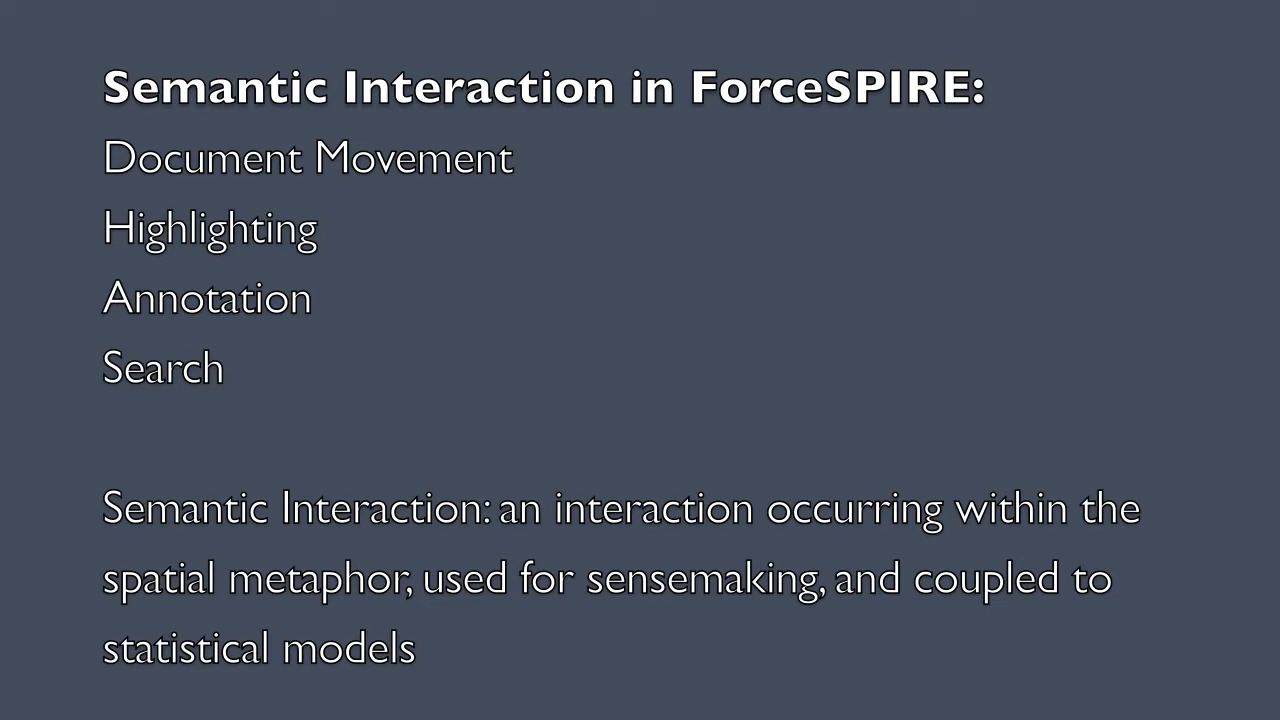 Semantic Interaction in ForceSPIRE:
Document Movement
Highlighting
Annotation
Search
Semantic Interaction: an interaction occurring within the
spatial metaphor, used for sensemaking, and coupled to
statistical models